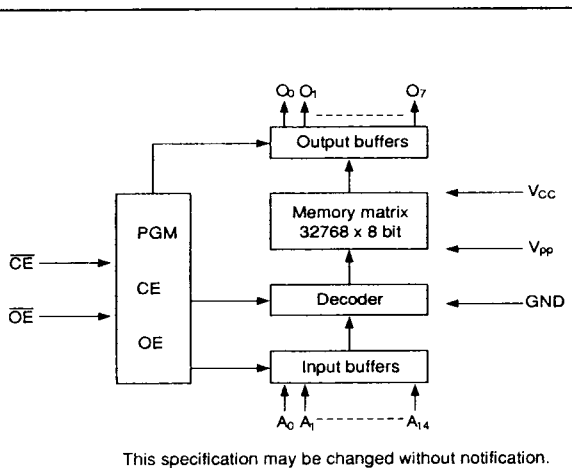 O0 O1 O7
Output buffers
Memory matrix
32768 x 8 bit
VCC
Vpp
PGM
CE
CE
OE
OE
Decoder
GND
Input buffers
A0 A1 A14
This specification may be changed without notification.